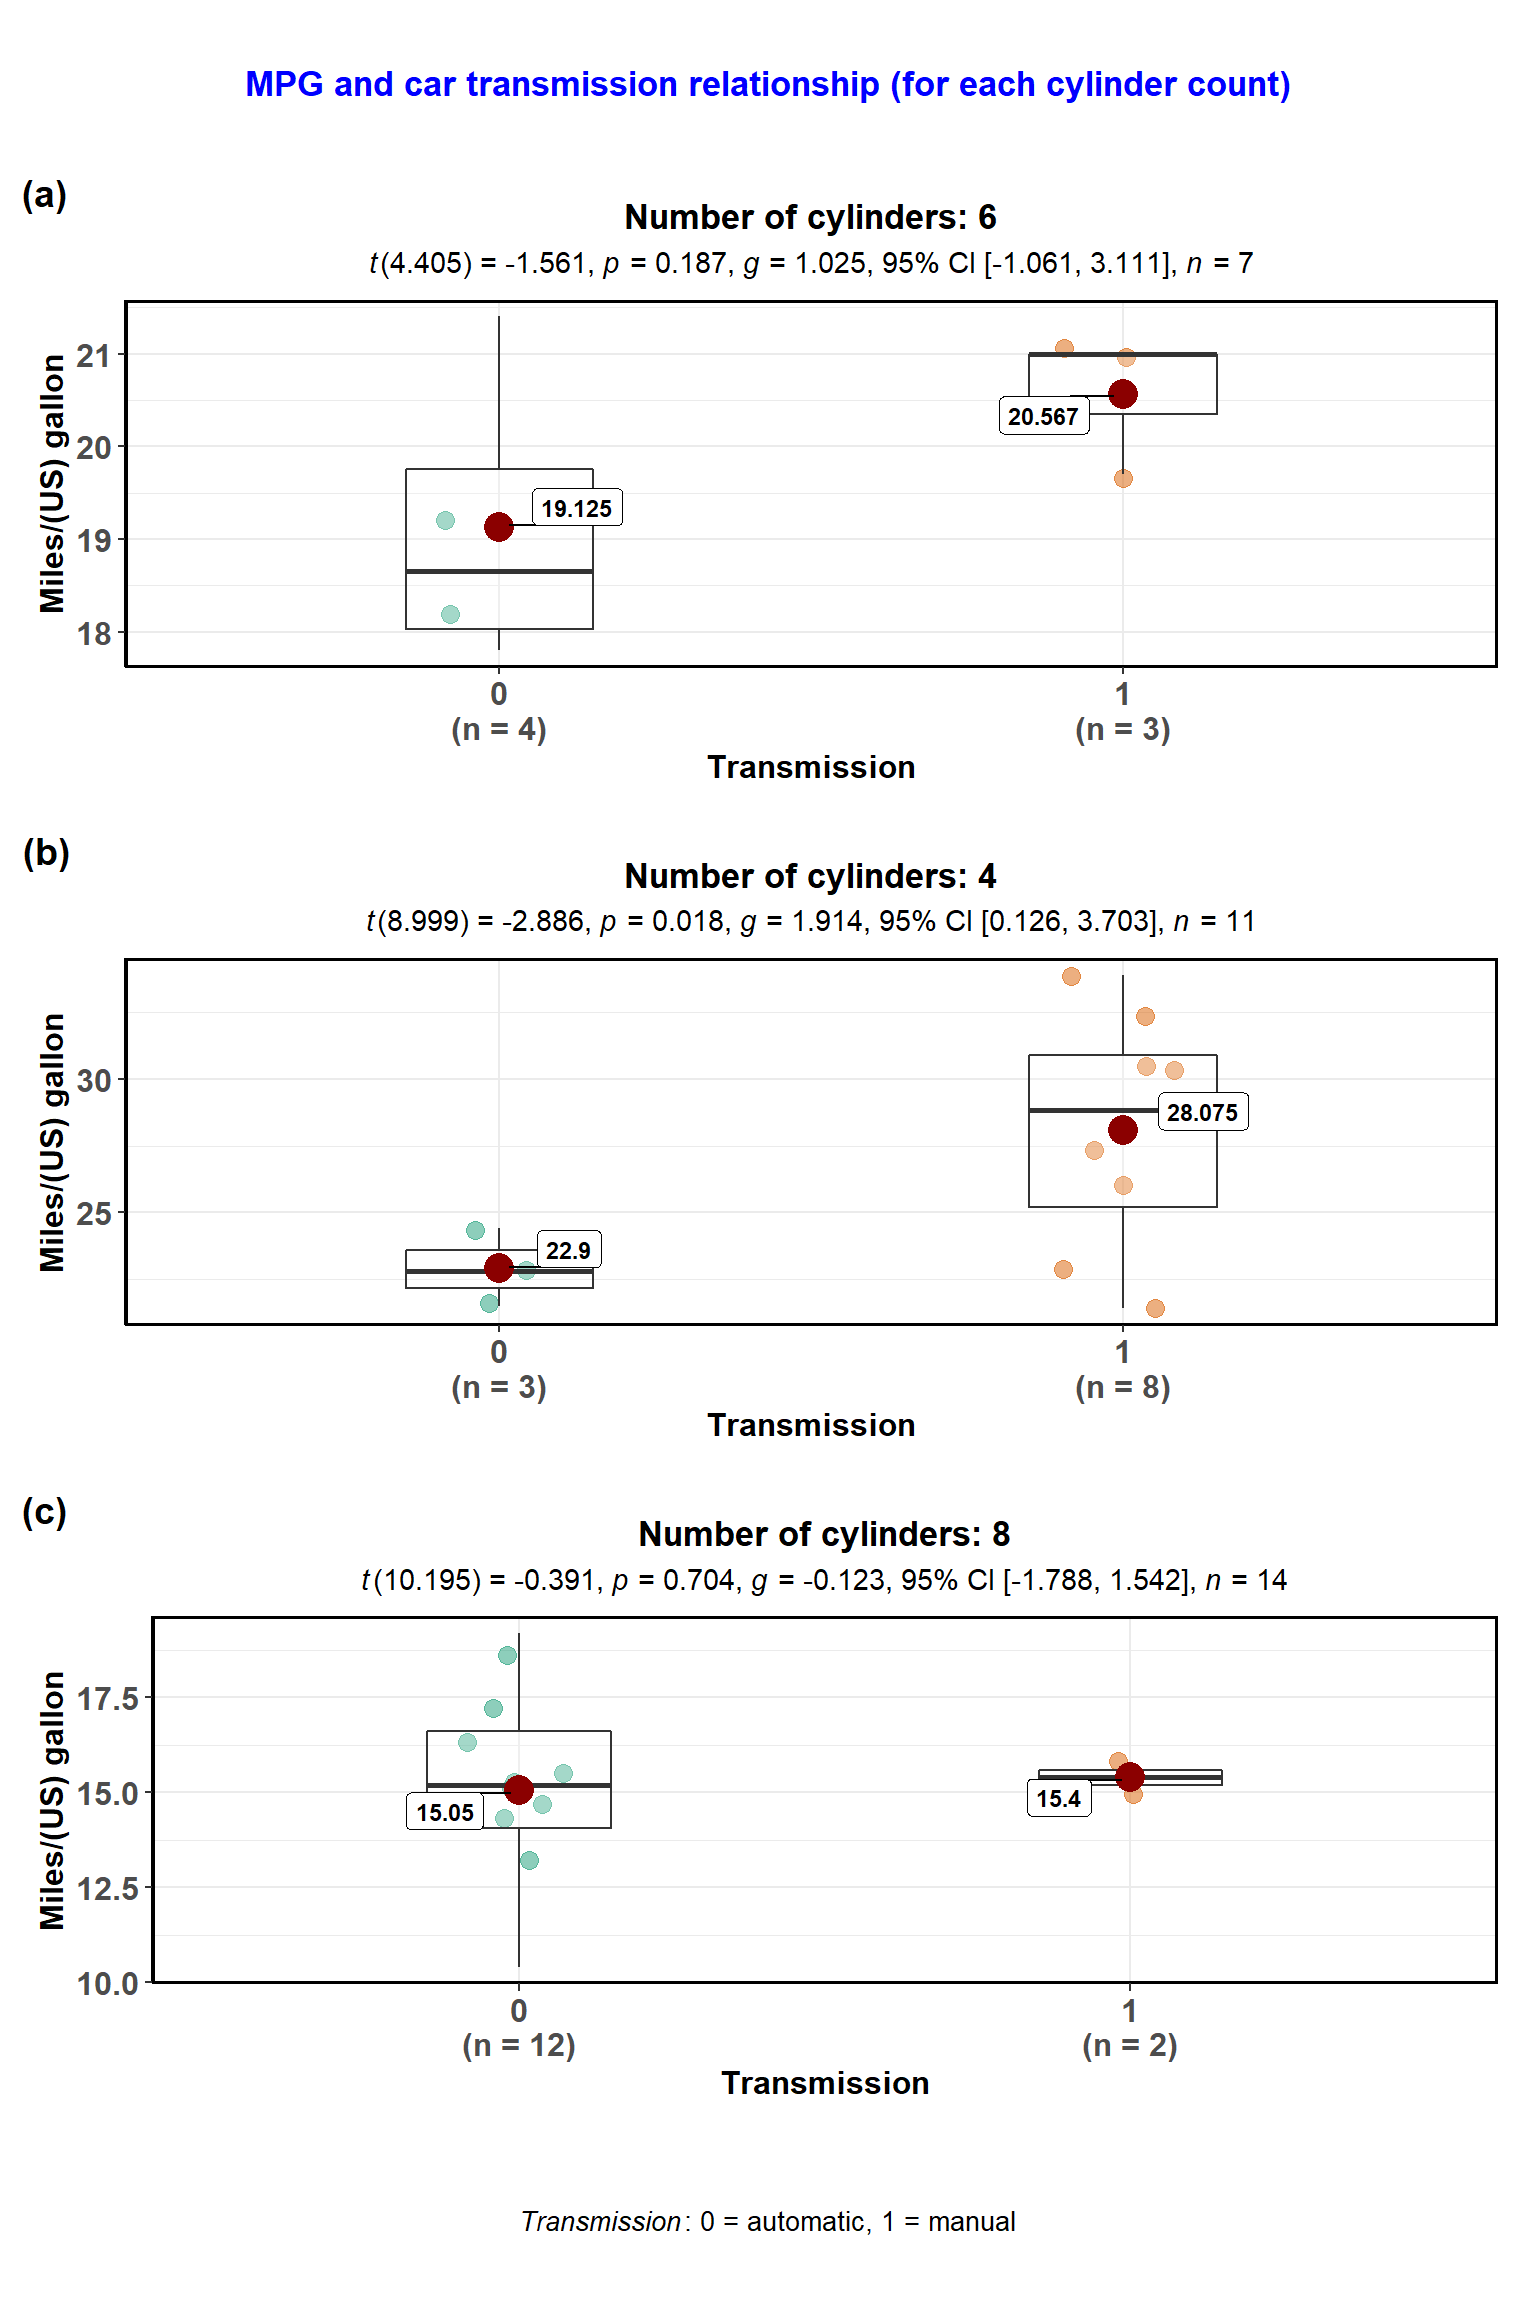 MPG and car transmission relationship (for each cylinder count)
(a)
Number of cylinders: 6
t(4.405) = -1.561, p = 0.187, g = 1.025, 95% CI [-1.061, 3.111], n = 7
Miles/(US) gallon
21
20
19
18
19.125
20.567
0
(n = 4)
1
(n = 3)
Transmission
(b)
Number of cylinders: 4
t(8.999) = -2.886, p = 0.018, g = 1.914, 95% CI [0.126, 3.703], n = 11
Miles/(US) gallon
30
25
22.9
28.075
0
(n = 3)
1
(n = 8)
Transmission
(c)
Number of cylinders: 8
t(10.195) = -0.391, p = 0.704, g = -0.123, 95% CI [-1.788, 1.542], n = 14
Miles/(US) gallon
17.5
15.0
12.5
10.0
15.05
15.4
0
(n = 12)
1
(n = 2)
Transmission
Transmission: 0 = automatic, 1 = manual